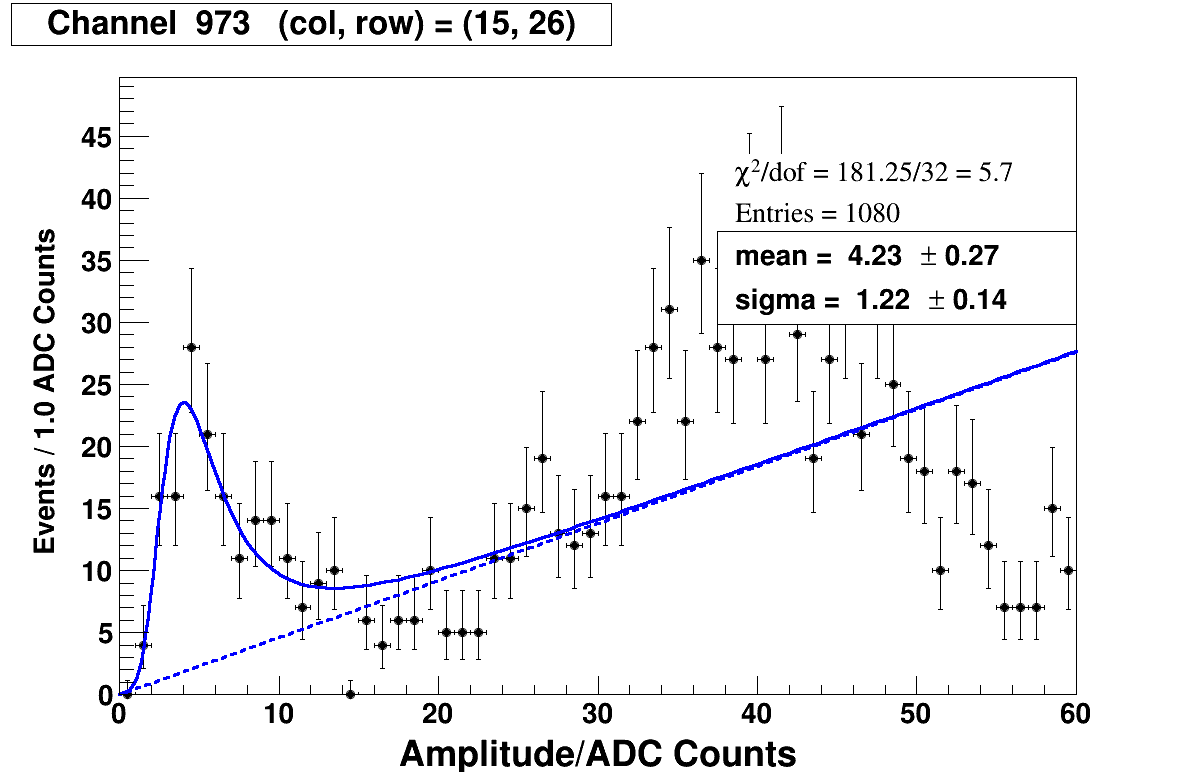 Channel 973 (col, row) = (15, 26)
45
40
35
30
25
20
15
10
5
0
Events / 1.0 ADC Counts
χ²/dof = 181.25/32 = 5.7
Entries = 1080
mean = 4.23 ± 0.27
sigma = 1.22 ± 0.14
0 10 20 30 40 50 60
Amplitude/ADC Counts